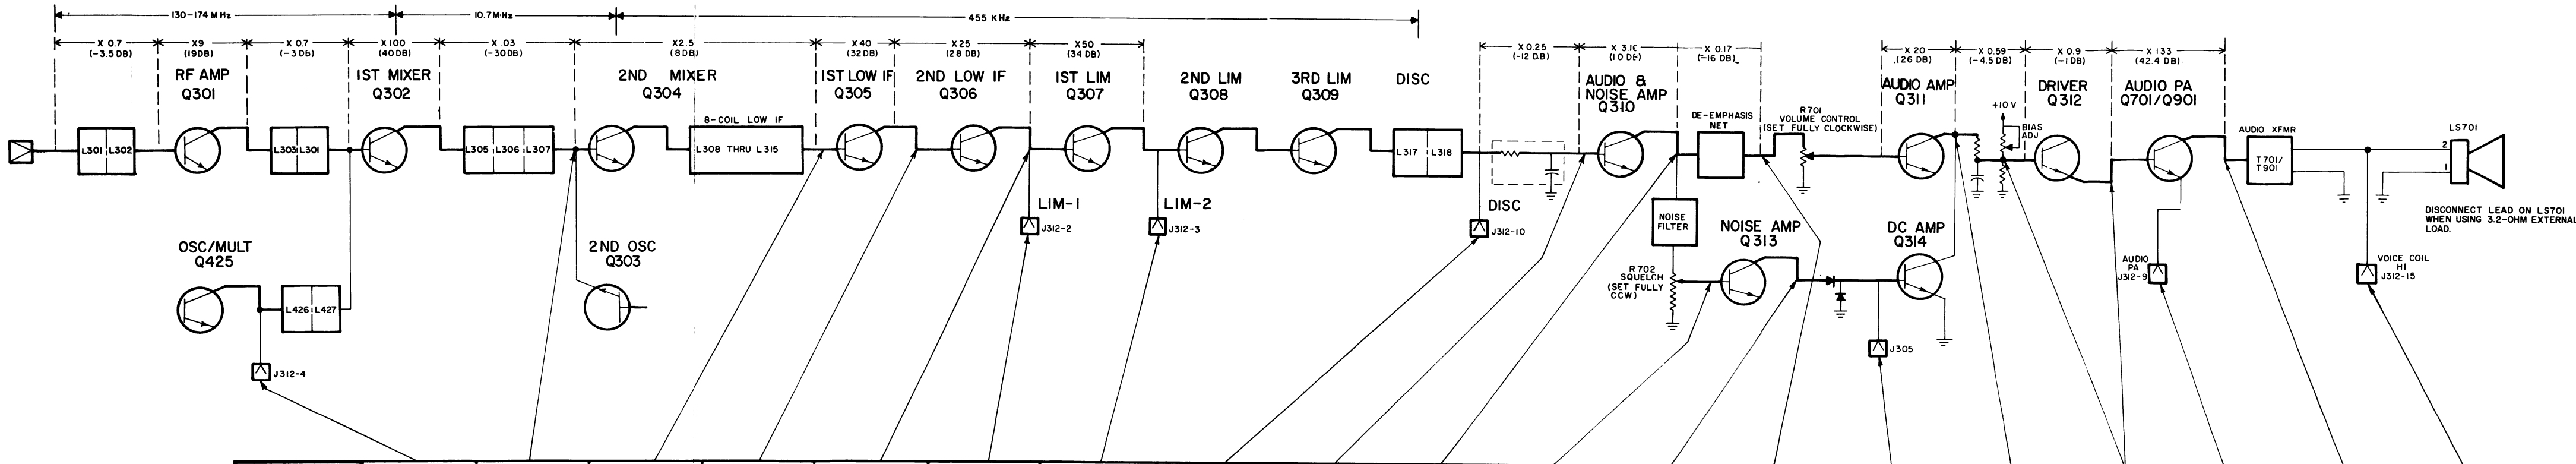 130-174 MHz
10.7MHz
455 KHz
X 0.7
(-3.5 DB)
X9
(19DB)
X 0.7
(-3 DB)
X100
(40 DB)
X .03
(-30DB)
X2.5
(8 DB)
X 40
(32 DB)
X25
(28 DB)
X50
(34 DB)
X 0.25
(-12 DB)
X 3.16
(10 DB)
X 0.17
(-16 DB)
X 20
(26 DB)
X 0.59
(-4.5 DB)
X 0.9
(-1 DB)
X 133
(42.4 DB)
RF AMP
Q301
1ST MIXER
Q302
2ND MIXER
Q304
1ST LOW IF
Q305
2ND LOW IF
Q306
1ST LIM
Q307
2ND LIM
Q308
3RD LIM
Q309
DISC
AUDIO &
NOISE AMP
Q310
AUDIO AMP
Q311
DRIVER
Q312
AUDIO PA
Q701/Q901
8-COIL LOW IF
DE-EMPHASIS
NET
R701
VOLUME CONTROL
(SET FULLY CLOCKWISE)
+10 V
BIAS
ADJ
AUDIO XFMR
LS701
L301 L302
L303 L301
L305 L306 L307
L308 THRU L315
L317 L318
T701/
T901
2
1
LIM-1
J312-2
LIM-2
J312-3
DISC
J312-10
NOISE
FILTER
NOISE AMP
Q313
DC AMP
Q314
DISCONNECT LEAD ON LS701
WHEN USING 3.2-OHM EXTERNAL
LOAD.
OSC/MULT
Q425
2ND OSC
Q303
R702
SQUELCH
(SET FULLY
CCW)
AUDIO
PA
J312-9
VOICE COIL
HI
J312-15
L426 L427
J305
J312-4